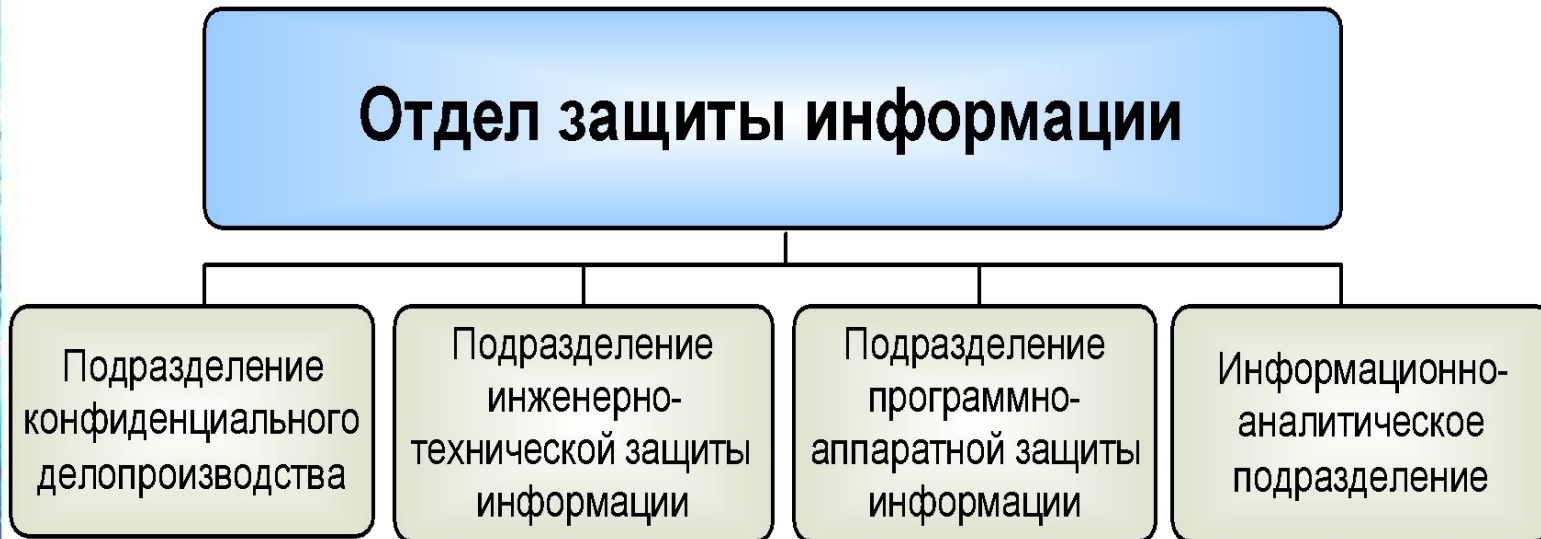 Отдел защиты информации
Подразделение
конфиденциального
делопроизводства
Подразделение
инженерно-
технической защиты
информации
Подразделение
программно-
аппаратной защиты
информации
Информационно-
аналитическое
подразделение